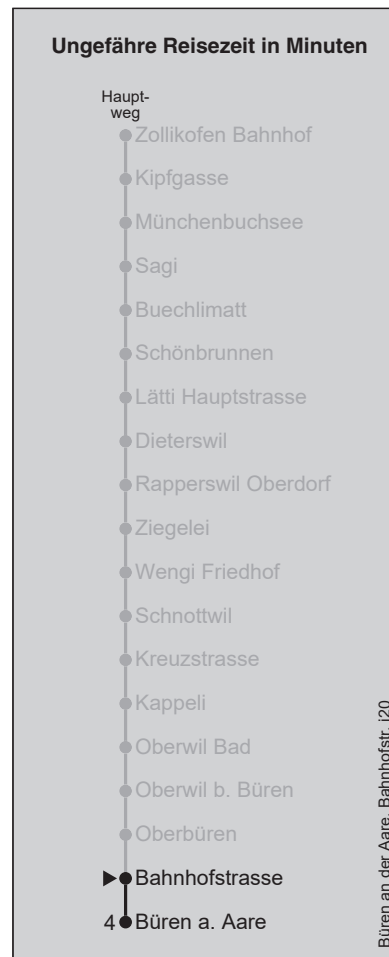 Ungefähre Reisezeit in Minuten
Haupt-
weg
Zollikofen Bahnhof
Kipfgasse
Münchenbuchsee
Sagi
Buechlimatt
Schönbrunnen
Lätti Hauptstrasse
Dieterswil
Rapperswil Oberdorf
Ziegelei
Wengi Friedhof
Schnottwil
Kreuzstrasse
Kappeli
Oberwil Bad
Oberwil b. Büren
Oberbüren
Bahnhofstrasse
4 Büren a. Aare
Büren an der Aare, Bahnhofstr. j20